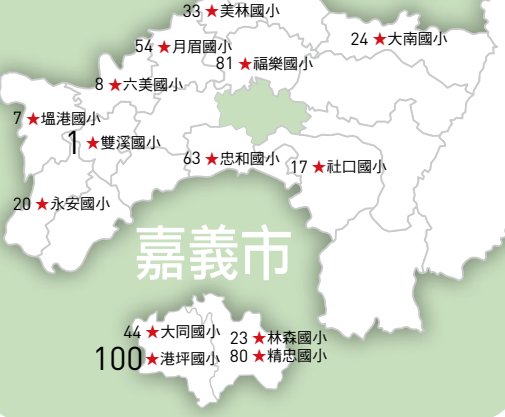 33 ★美林國小
54 ★月眉國小
24 ★大南國小
81 ★福樂國小
8 ★六美國小
7 ★塭港國小
1 ★雙溪國小
63 ★忠和國小
17 ★社口國小
20 ★永安國小
嘉義市
44 ★大同國小
23 ★林森國小
100 ★港坪國小
80 ★精忠國小